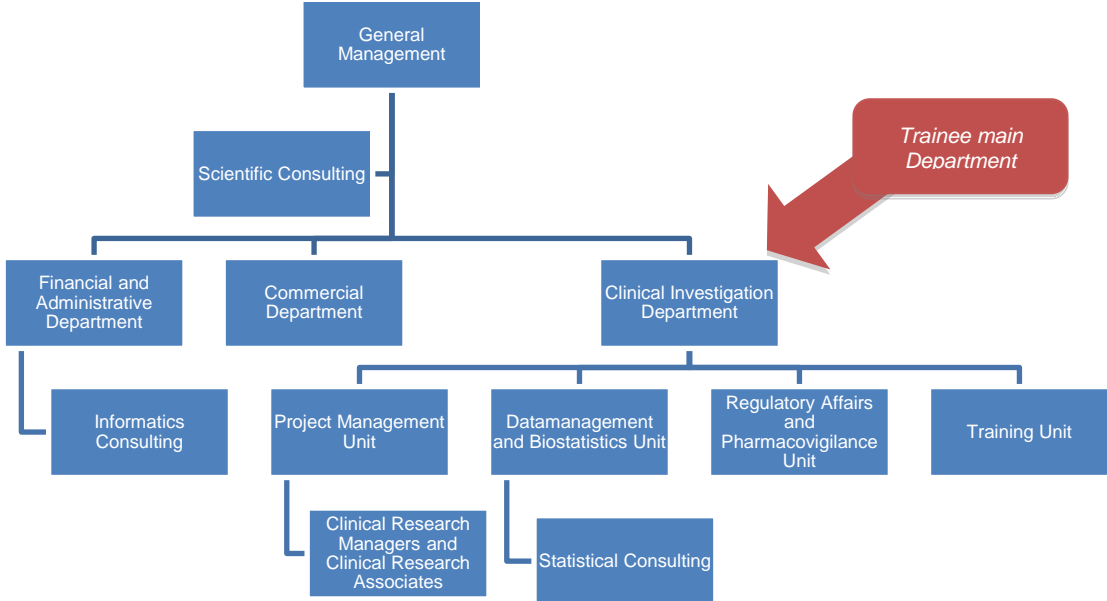 General
Management
Trainee main
Department
Scientific Consulting
Financial and
Administrative
Department
Commercial
Department
Clinical Investigation
Department
Informatics
Consulting
Project Management
Unit
Datamanagement
and Biostatistics Unit
Regulatory Affairs
and
Pharmacovigilance
Unit
Training Unit
Clinical Research
Managers and
Clinical Research
Associates
Statistical Consulting